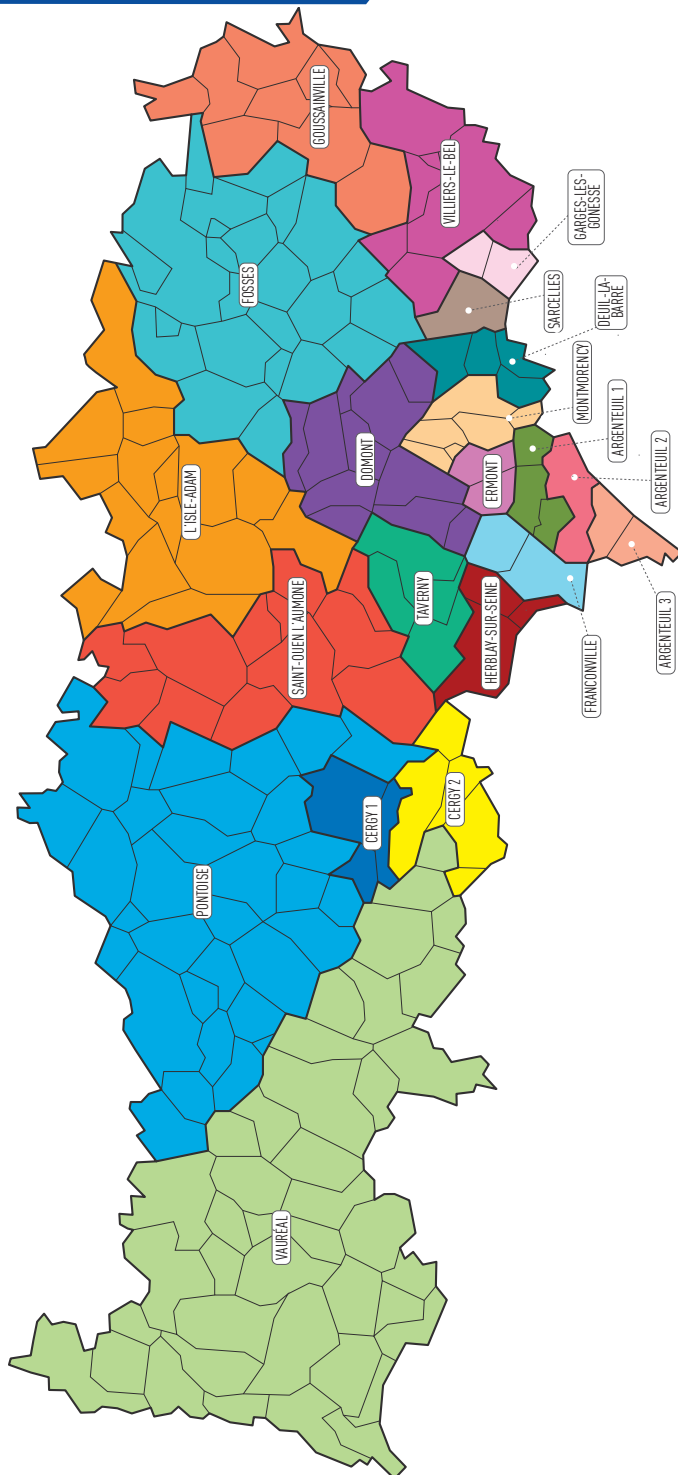 VAURÉAL
PONTOISE
CERGY 1
CERGY 2
SAINT-OUEN L'AUMONE
L'ISLE-ADAM
TAVERNY
HERBLAY-SUR-SEINE
FRANCONVILLE
ARGENTEUIL 3
ARGENTEUIL 2
ARGENTEUIL 1
ERMONT
MONTMORENCY
DOMONT
FOSSES
DEUIL-LA-
BARRE
SARCELLES
GARGES-LES-
GONESSE
VILLIERS-LE-BEL
GOUSSAINVILLE